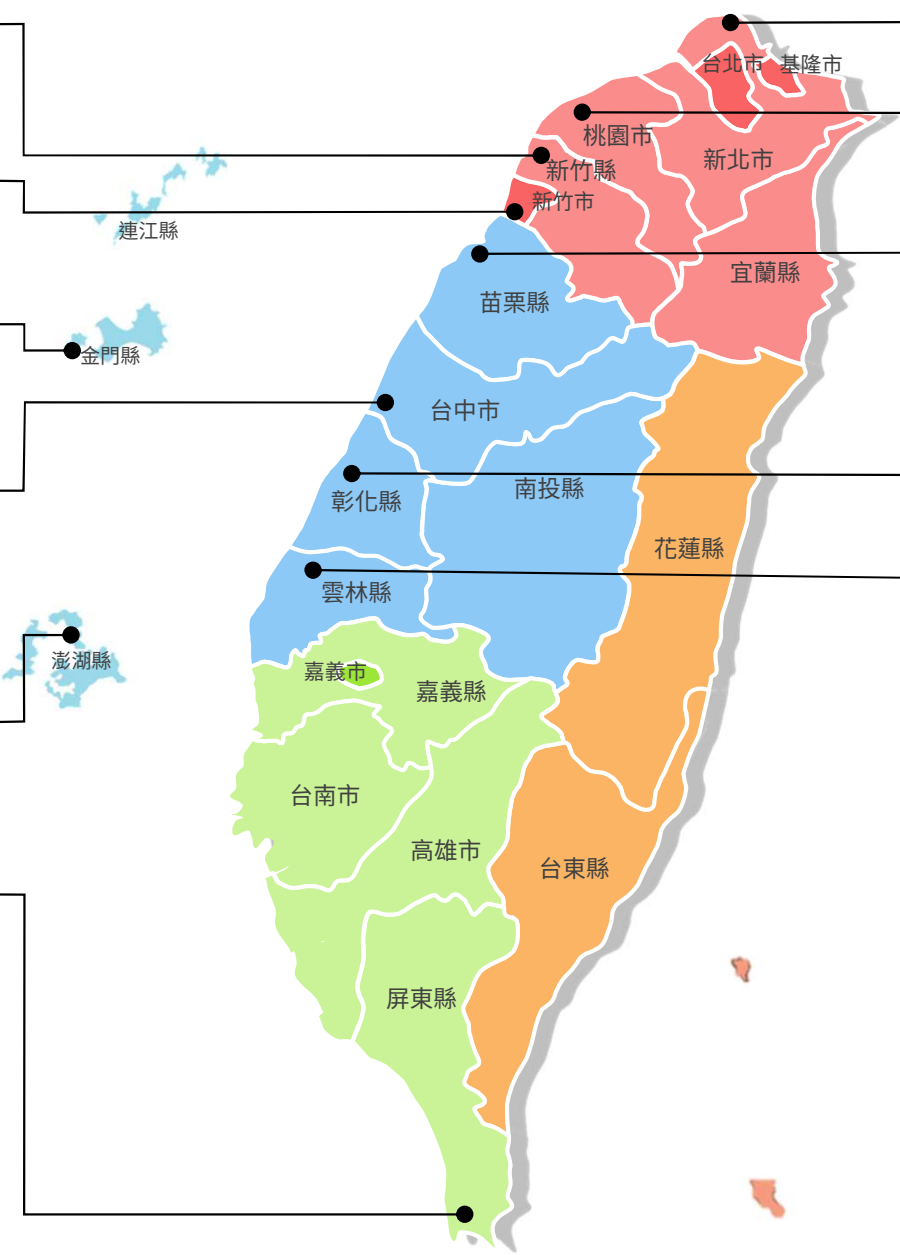 台北市
基隆市
桃園市
新北市
新竹縣
新竹市
連江縣
宜蘭縣
苗栗縣
金門縣
台中市
南投縣
彰化縣
花蓮縣
雲林縣
澎湖縣
嘉義市
嘉義縣
台南市
高雄市
台東縣
屏東縣